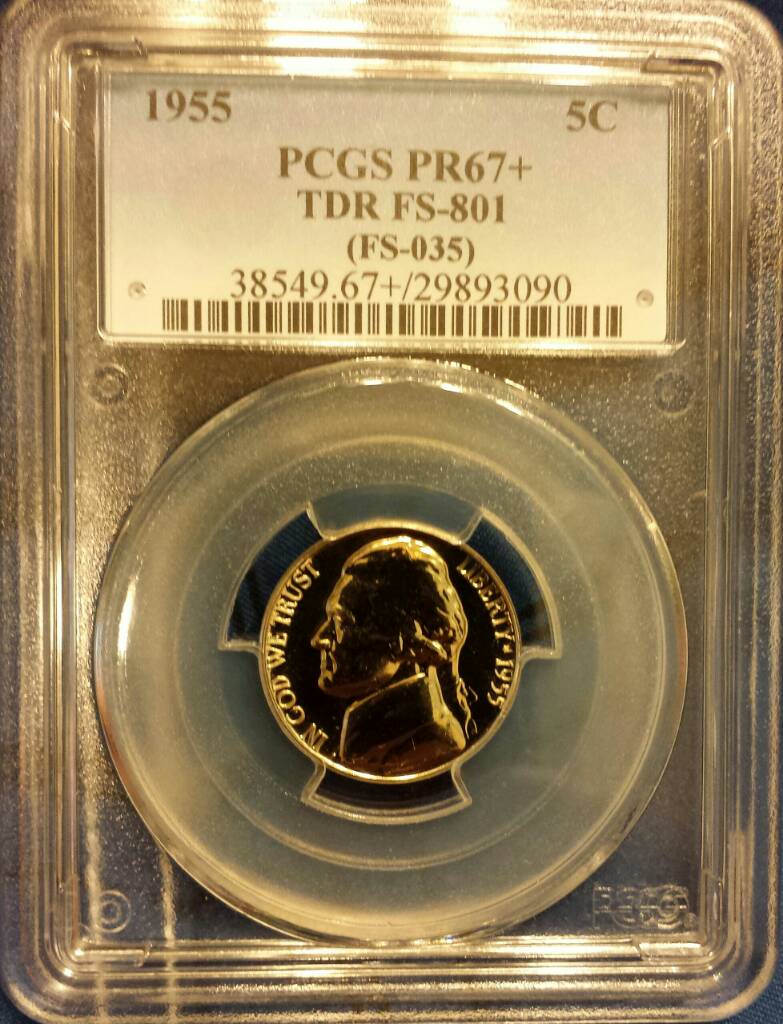 1955 5C
PCGS PR67+
TDR FS-801
(FS-035)
38549.67+/29893090
IN GOD WE TRUST
LIBERTY · 1955
PCGS